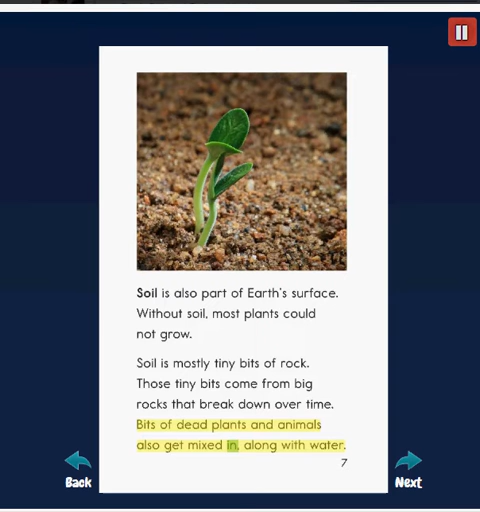 Soil is also part of Earth's surface.
Without soil, most plants could
not grow.
Soil is mostly tiny bits of rock.
Those tiny bits come from big
rocks that break down over time.
Bits of dead plants and animals
also get mixed in, along with water.
7
Back
Next